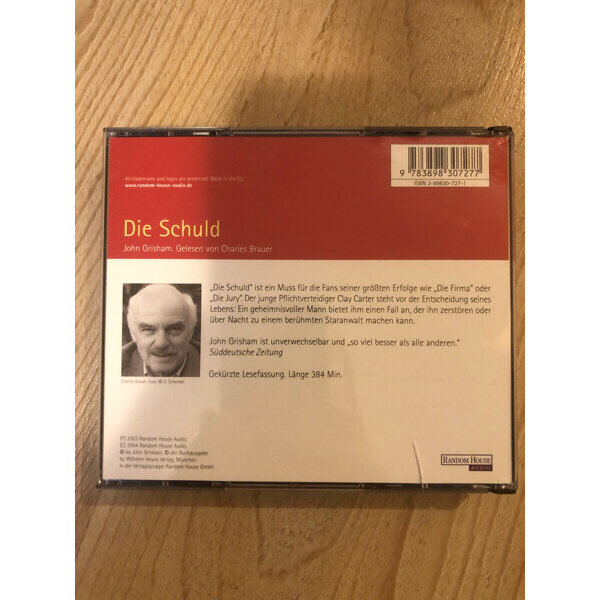 All trademarks and logos are protected. Made in the E.U.
www.random-house-audio.de
9 783898 307277
ISBN 3-89830-727-1
Die Schuld
John Grisham. Gelesen von Charles Brauer
„Die Schuld" ist ein Muss für die Fans seiner größten Erfolge wie „Die Firma" oder
„Die Jury". Der junge Pflichtverteidiger Clay Carter steht vor der Entscheidung seines
Lebens: Ein geheimnisvoller Mann bietet ihm einen Fall an, der ihn zerstören oder
über Nacht zu einem berühmten Staranwalt machen kann.
John Grisham ist unverwechselbar und „so viel besser als alle anderen."
Süddeutsche Zeitung
Gekürzte Lesefassung. Länge 384 Min.
Charles Brauer. Foto: © U.
(P) 2003 Random House Audio.
(C) 2004 Random House Audio.
© by John Grisham. © der Buchausgabe
by Wilhelm Heyne Verlag, München
in der Verlagsgruppe Random House GmbH.
RANDOM HOUSE
AUDIO